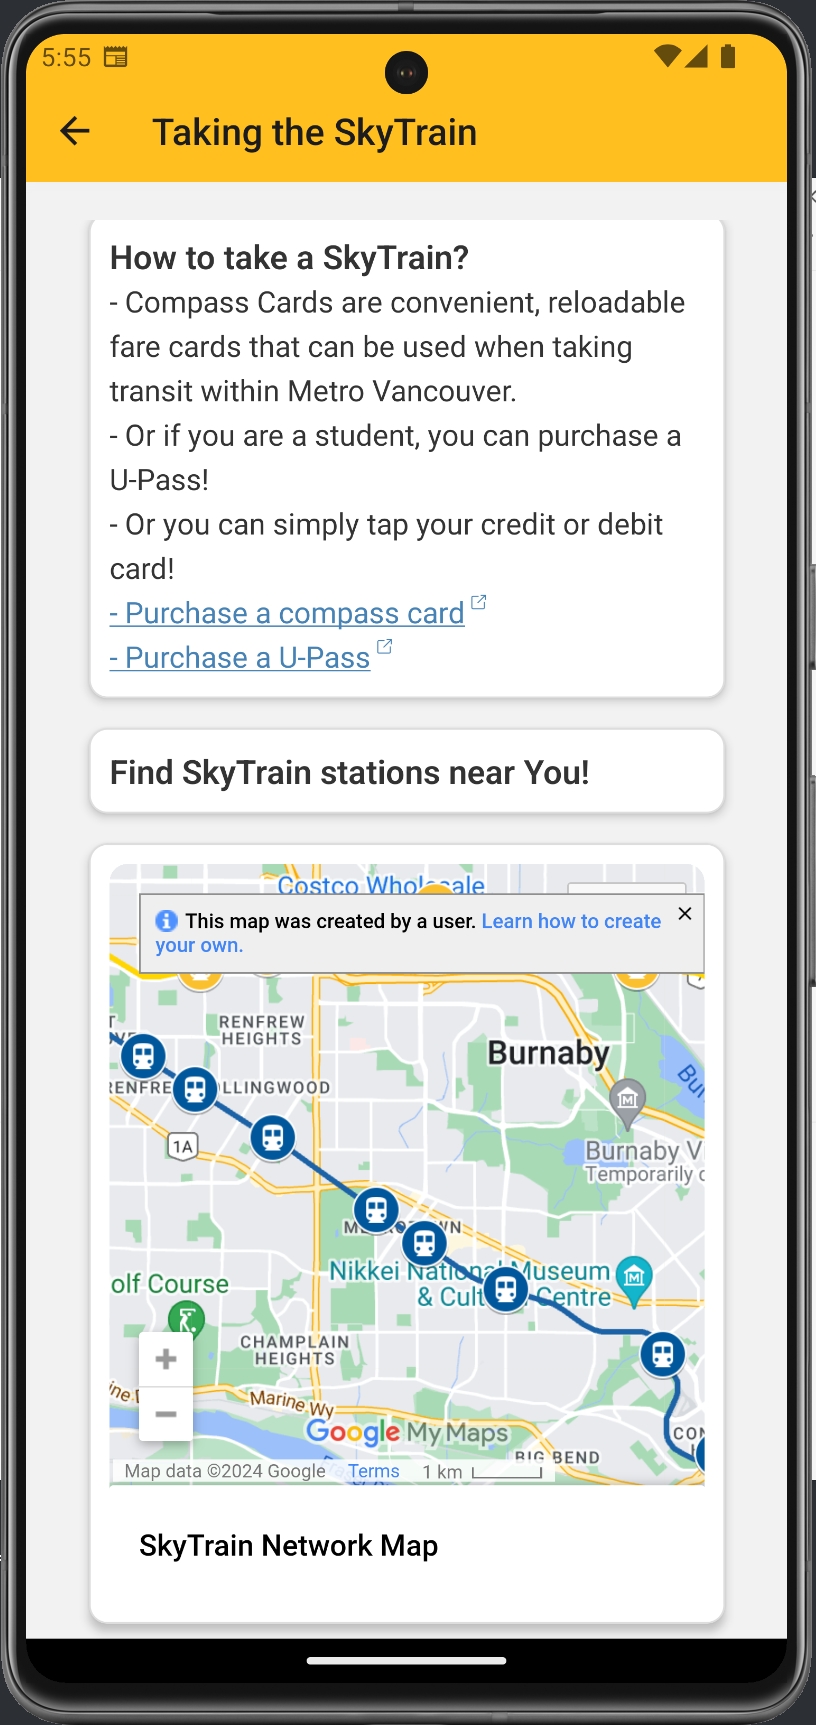 5:55
Taking the SkyTrain
How to take a SkyTrain?
- Compass Cards are convenient, reloadable
fare cards that can be used when taking
transit within Metro Vancouver.
- Or if you are a student, you can purchase a
U-Pass!
- Or you can simply tap your credit or debit
card!
- Purchase a compass card
- Purchase a U-Pass
Find SkyTrain stations near You!
Costco Wholesale
This map was created by a user. Learn how to create
your own.
RENFREW
HEIGHTS
Burnaby
RENFRE LLINGWOOD
1A
Burnaby V
Temporarily c
Nikkei National Museum
& Cult Centre
olf Course
CHAMPLAIN
HEIGHTS
Marine Wy
Google My Maps
BIG BEND
Map data ©2024 Google Terms 1 km
SkyTrain Network Map